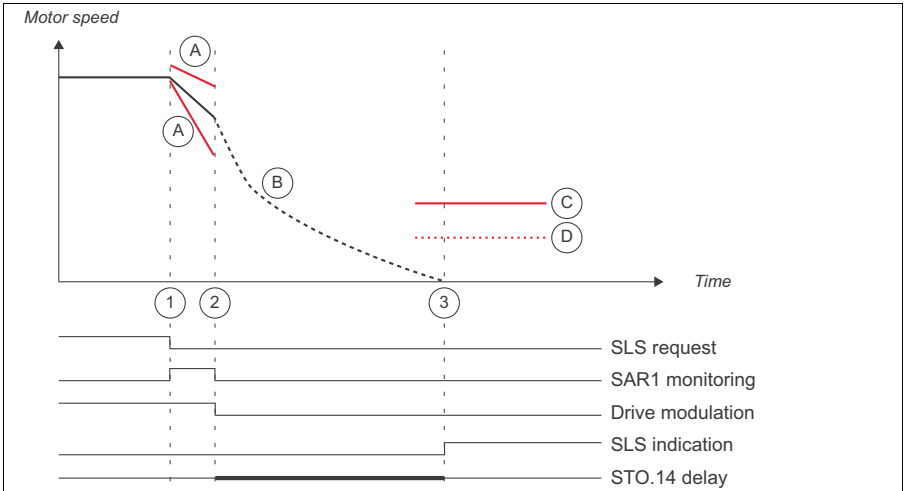 Motor speed
A
A
B
C
D
Time
1
2
3
SLS request
SAR1 monitoring
Drive modulation
SLS indication
STO.14 delay